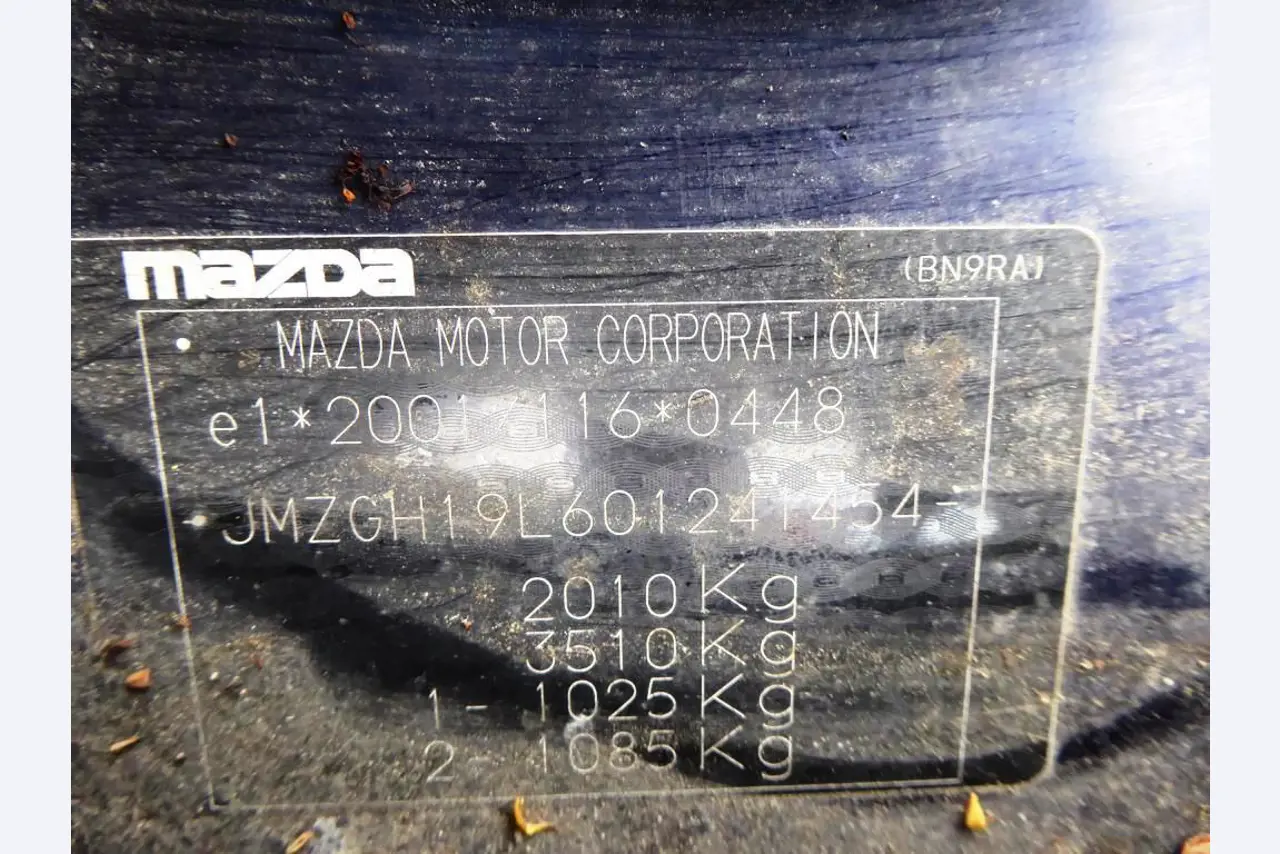 mazda
(BN9RA)
MAZDA MOTOR CORPORATION
e1*2001/116*0448
JMZGH19L601241454
2010Kg
3510Kg
1- 1025Kg
2- 1085Kg